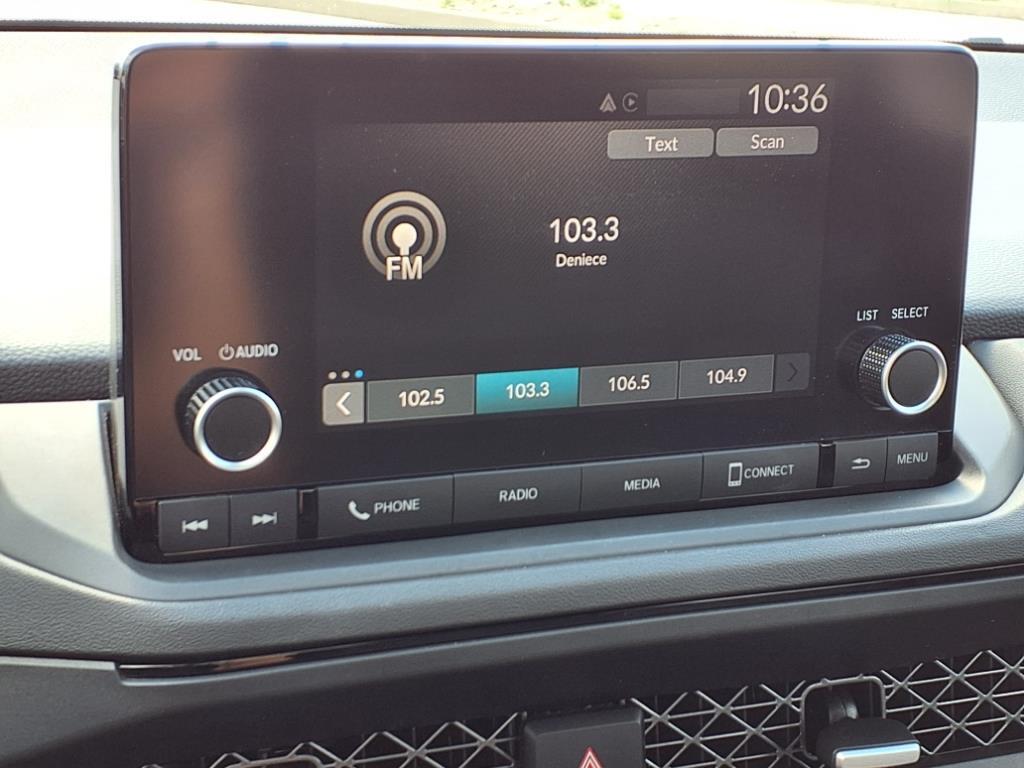 10:36
Text Scan
103.3
Deniece
FM
LIST SELECT
VOL AUDIO
102.5 103.3 106.5 104.9
PHONE RADIO MEDIA CONNECT MENU